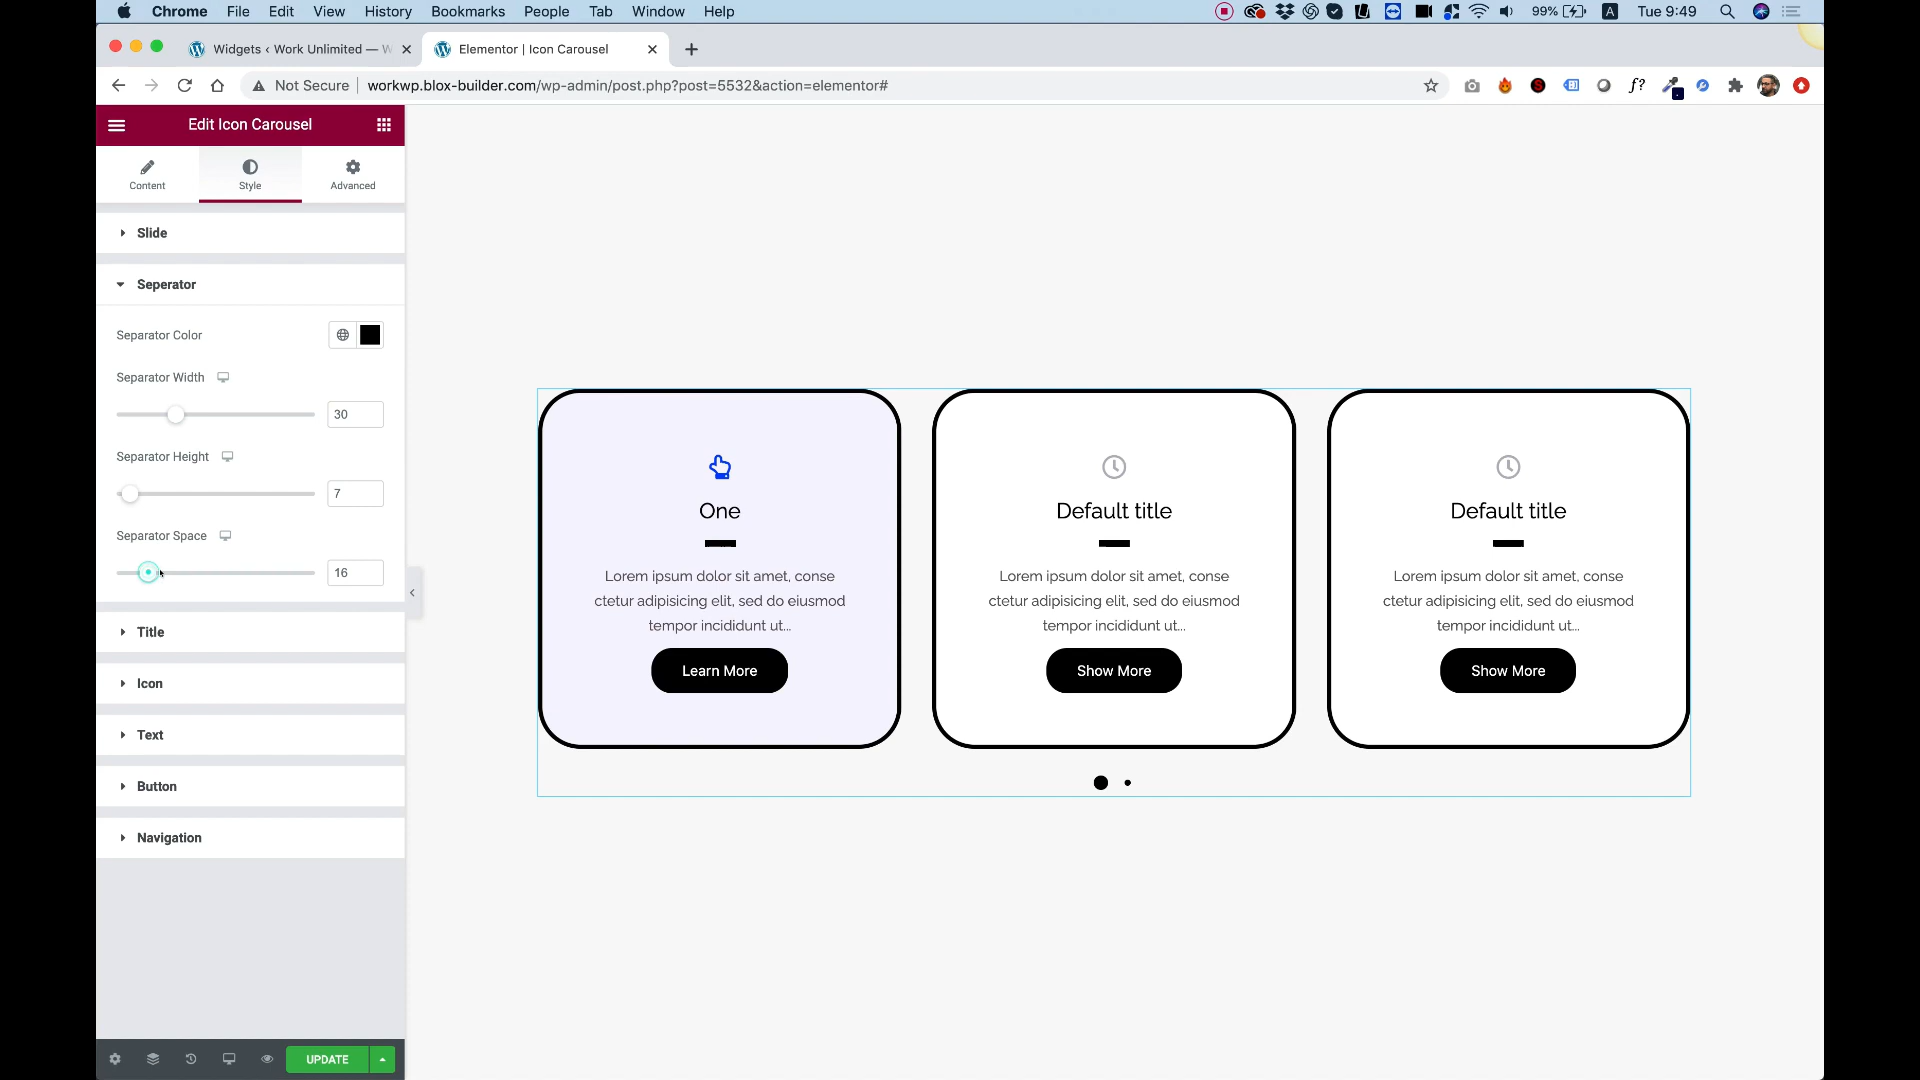 Chrome File Edit View History Bookmarks People Tab Window Help 99% A Tue 9:49
Widgets ‹ Work Unlimited — W Elementor | Icon Carousel
Not Secure workwp.blox-builder.com/wp-admin/post.php?post=5532&action=elementor# f?
Edit Icon Carousel
Content Style Advanced
Slide
Seperator
Separator Color
Separator Width
30
Separator Height
7
Separator Space
16
Title
Icon
Text
Button
Navigation
UPDATE
One
Lorem ipsum dolor sit amet, conse
ctetur adipisicing elit, sed do eiusmod
tempor incididunt ut...
Learn More
Default title
Lorem ipsum dolor sit amet, conse
ctetur adipisicing elit, sed do eiusmod
tempor incididunt ut...
Show More
Default title
Lorem ipsum dolor sit amet, conse
ctetur adipisicing elit, sed do eiusmod
tempor incididunt ut...
Show More